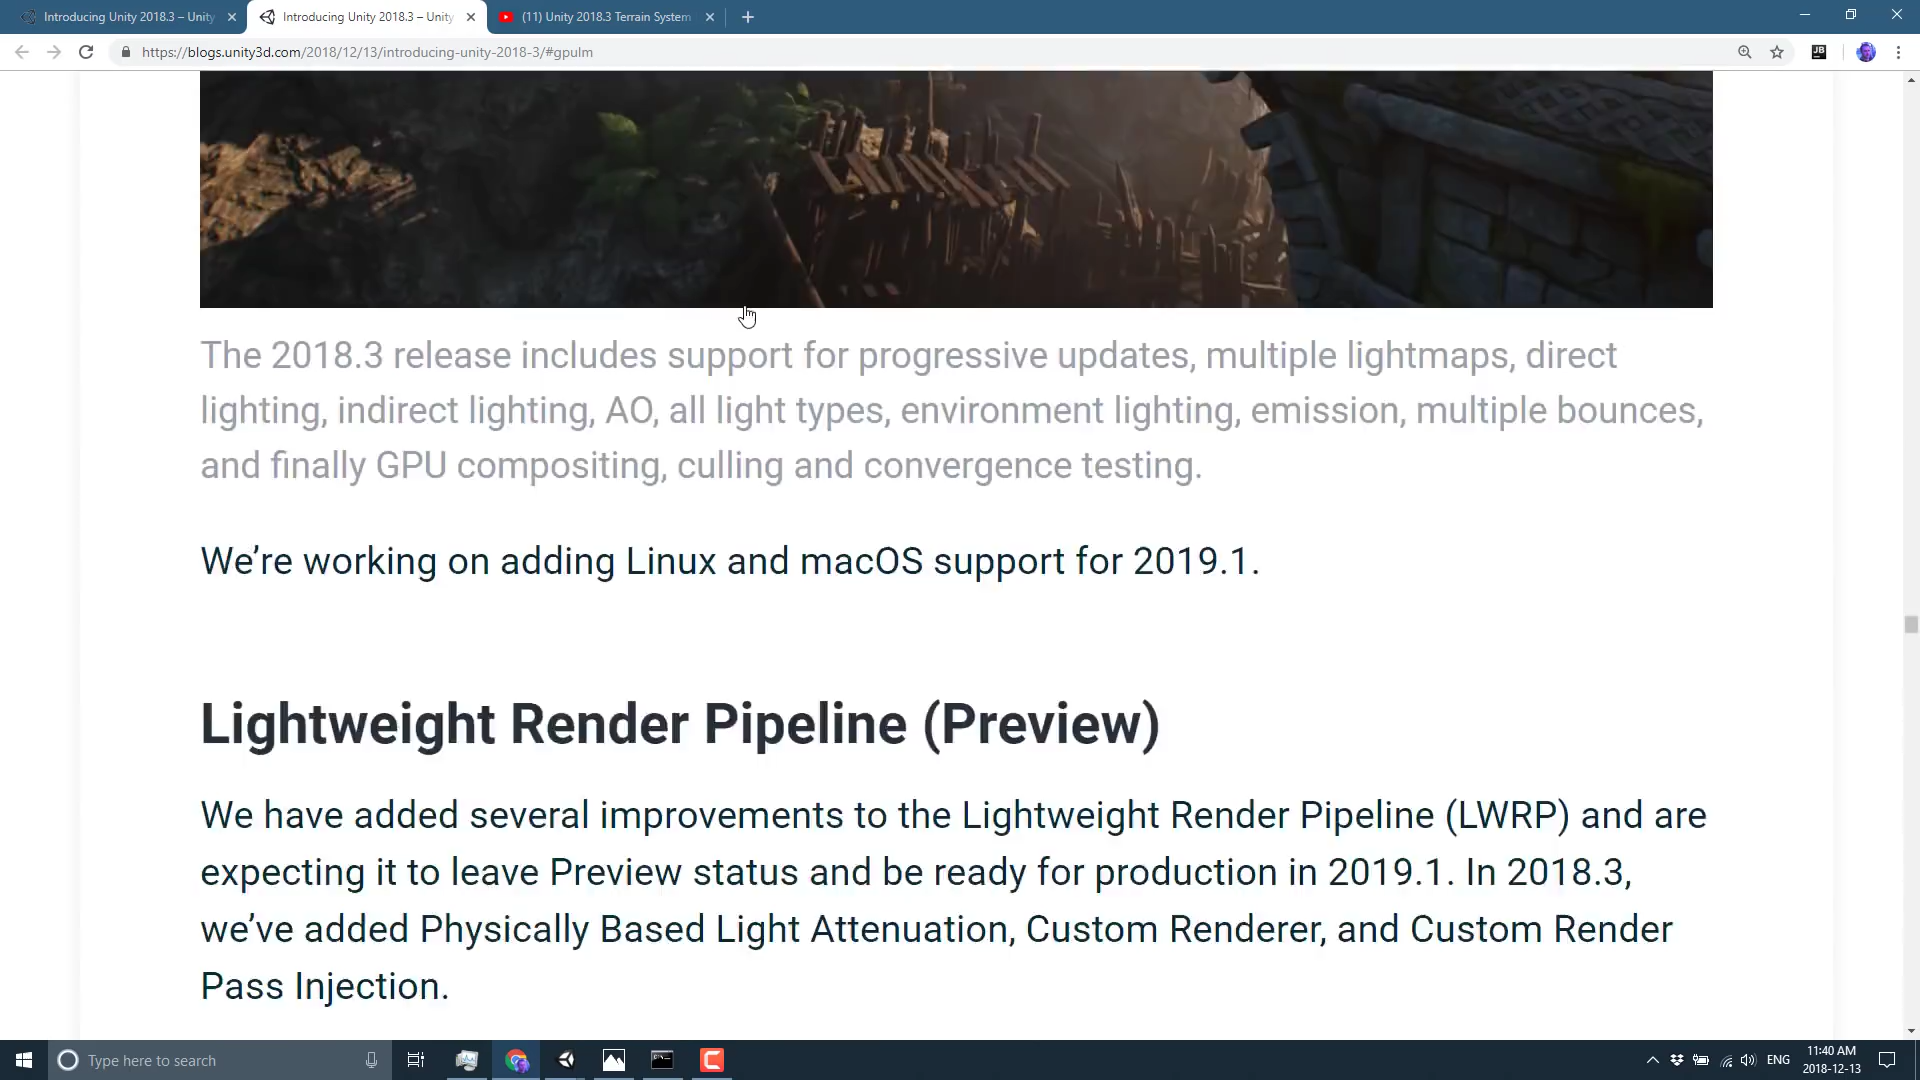 Introducing Unity 2018.3 – Unity
Introducing Unity 2018.3 – Unity
(11) Unity 2018.3 Terrain System
https://blogs.unity3d.com/2018/12/13/introducing-unity-2018-3/#gpulm
JB
The 2018.3 release includes support for progressive updates, multiple lightmaps, direct
lighting, indirect lighting, AO, all light types, environment lighting, emission, multiple bounces,
and finally GPU compositing, culling and convergence testing.
We’re working on adding Linux and macOS support for 2019.1.
Lightweight Render Pipeline (Preview)
We have added several improvements to the Lightweight Render Pipeline (LWRP) and are
expecting it to leave Preview status and be ready for production in 2019.1. In 2018.3,
we’ve added Physically Based Light Attenuation, Custom Renderer, and Custom Render
Pass Injection.
Type here to search
ENG
11:40 AM
2018-12-13